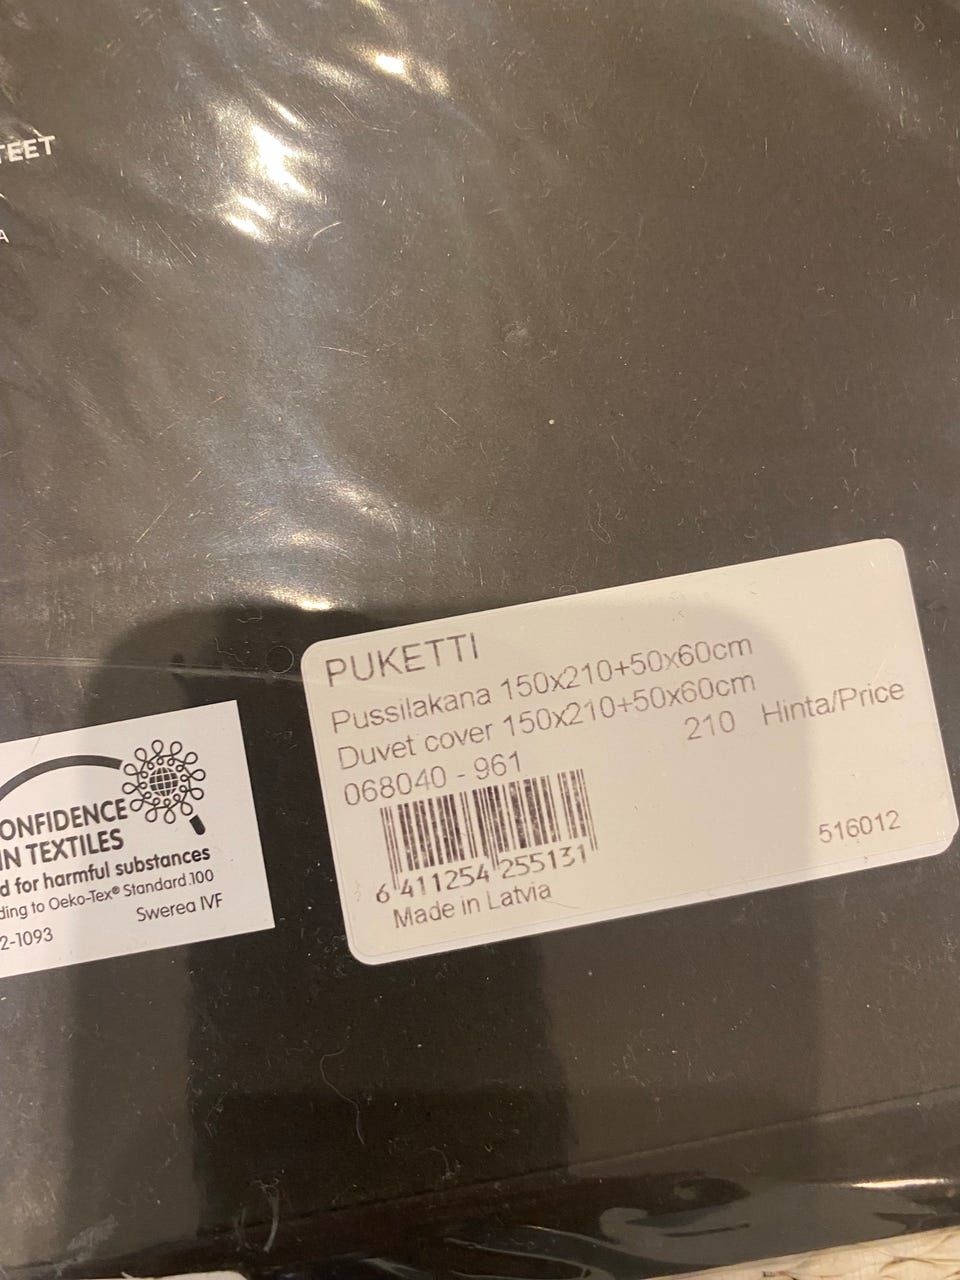 TEET
A
PUKETTI
Pussilakana 150x210+50x60cm
Duvet cover 150x210+50x60cm
210 Hinta/Price
068040 - 961
6 411254 255131
Made in Latvia
516012
ONFIDENCE
IN TEXTILES
d for harmful substances
ding to Oeko-Tex® Standard 100
Swerea IVF
2-1093